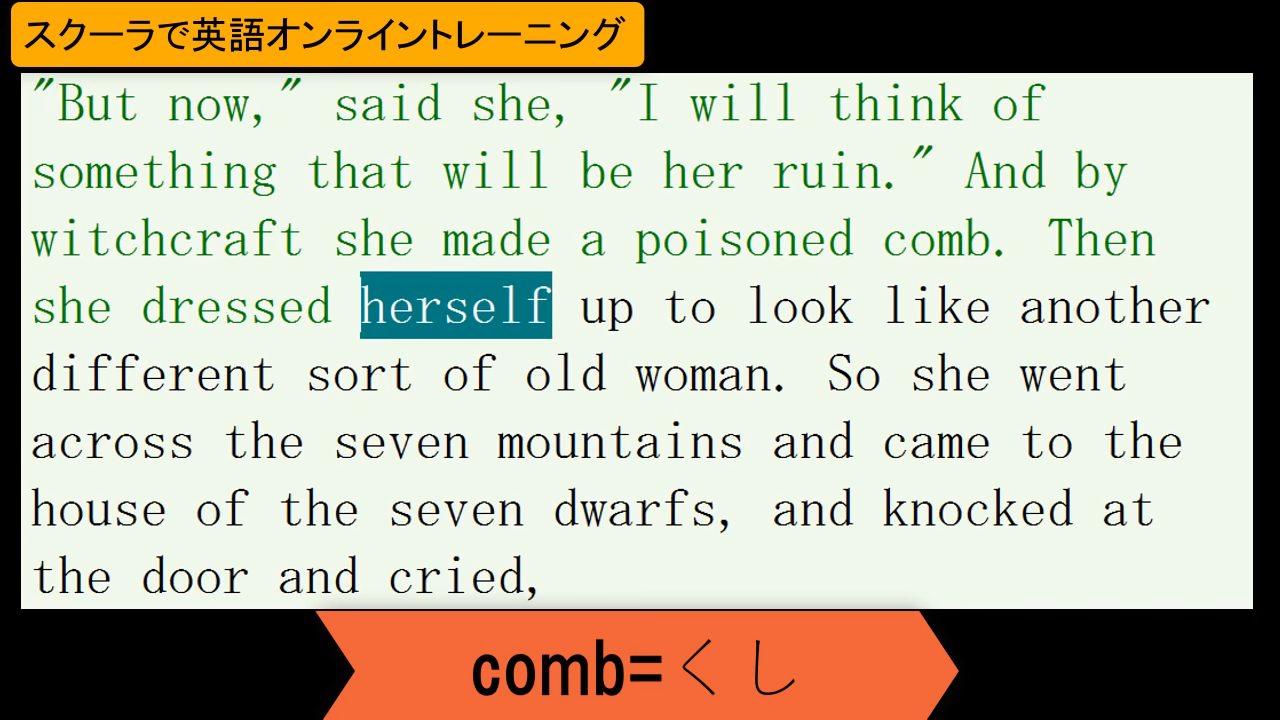 スクーラで英語オンライントレーニング
"But now," said she, "I will think of
something that will be her ruin." And by
witchcraft she made a poisoned comb. Then
she dressed herself up to look like another
different sort of old woman. So she went
across the seven mountains and came to the
house of the seven dwarfs, and knocked at
the door and cried,
comb=くし